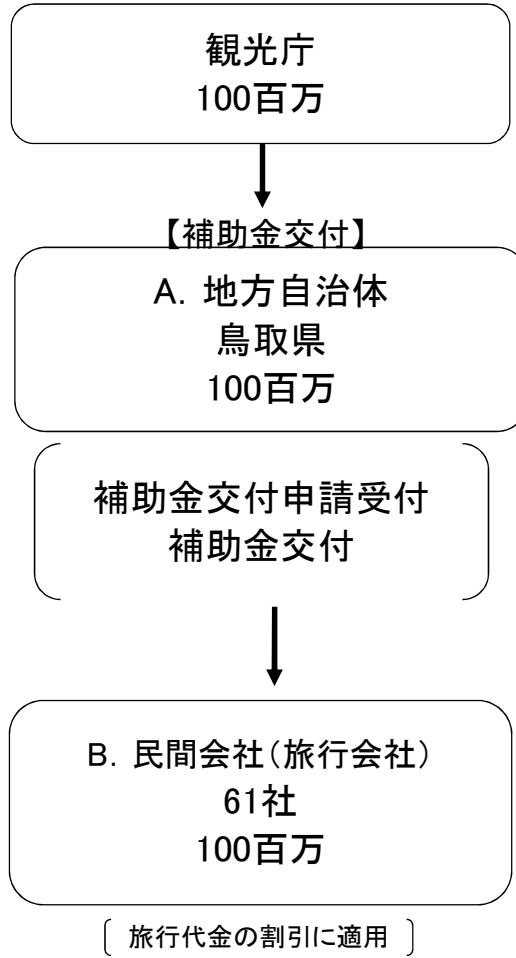 観光庁
100百万
【補助金交付】
A. 地方自治体
鳥取県
100百万
補助金交付申請受付
補助金交付
B. 民間会社(旅行会社)
61社
100百万
旅行代金の割引に適用